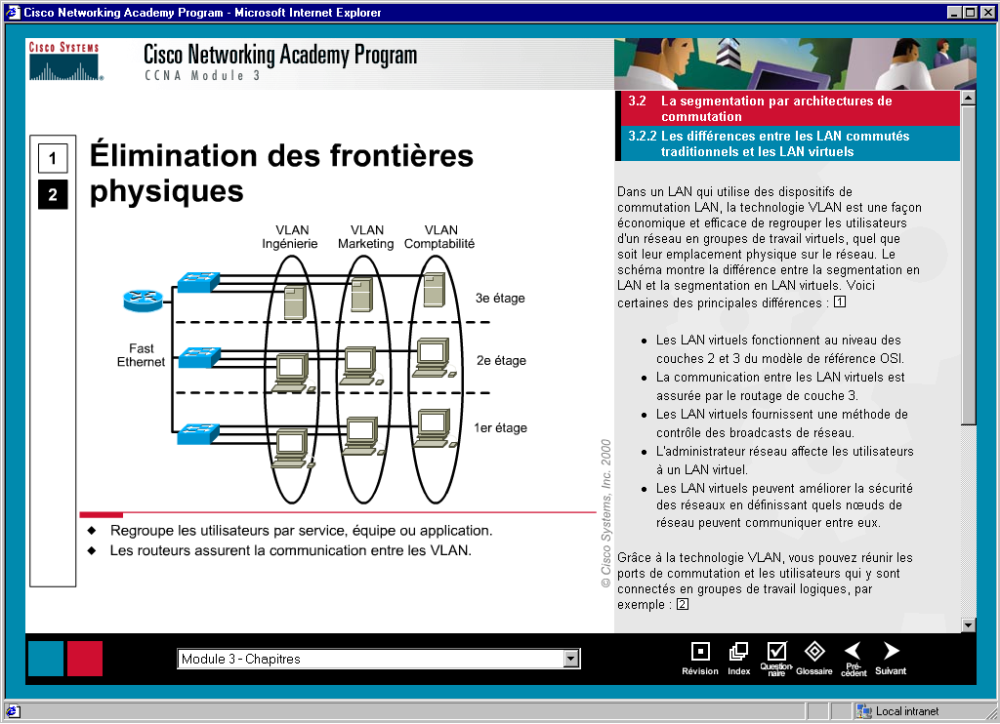 Cisco Networking Academy Program - Microsoft Internet Explorer
CISCO SYSTEMS
Cisco Networking Academy Program
CCNA Module 3
3.2 La segmentation par architectures de
commutation
3.2.2 Les différences entre les LAN commutés
traditionnels et les LAN virtuels
1
2
Élimination des frontières
physiques
VLAN
Ingénierie
VLAN
Marketing
VLAN
Comptabilité
3e étage
Fast
Ethernet
2e étage
1er étage
Regroupe les utilisateurs par service, équipe ou application.
Les routeurs assurent la communication entre les VLAN.
© Cisco Systems, Inc. 2000
Dans un LAN qui utilise des dispositifs de
commutation LAN, la technologie VLAN est une façon
économique et efficace de regrouper les utilisateurs
d'un réseau en groupes de travail virtuels, quel que
soit leur emplacement physique sur le réseau. Le
schéma montre la différence entre la segmentation en
LAN et la segmentation en LAN virtuels. Voici
certaines des principales différences : 1
Les LAN virtuels fonctionnent au niveau des
couches 2 et 3 du modèle de référence OSI.
La communication entre les LAN virtuels est
assurée par le routage de couche 3.
Les LAN virtuels fournissent une méthode de
contrôle des broadcasts de réseau.
L'administrateur réseau affecte les utilisateurs
à un LAN virtuel.
Les LAN virtuels peuvent améliorer la sécurité
des réseaux en définissant quels nœuds de
réseau peuvent communiquer entre eux.
Grâce à la technologie VLAN, vous pouvez réunir les
ports de commutation et les utilisateurs qui y sont
connectés en groupes de travail logiques, par
exemple : 2
Module 3 - Chapitres
Révision
Index
Question-
naire
Glossaire
Pré-
cédent
Suivant
Local intranet